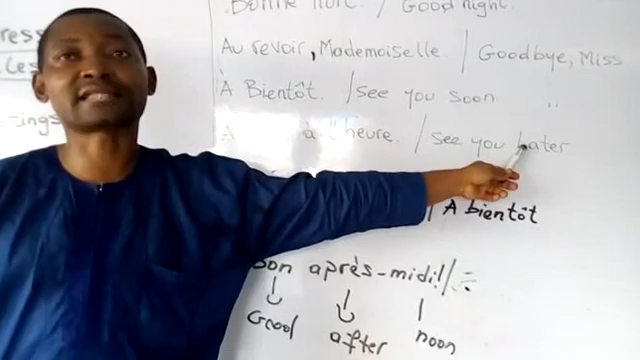 Bonne nuit. / Good night.
Au revoir, Mademoiselle. / Goodbye, Miss
À Bientôt. / See you soon
À à l'heure. / See you Later
/ A bientôt
Bon après-midi! / =
Good after noon